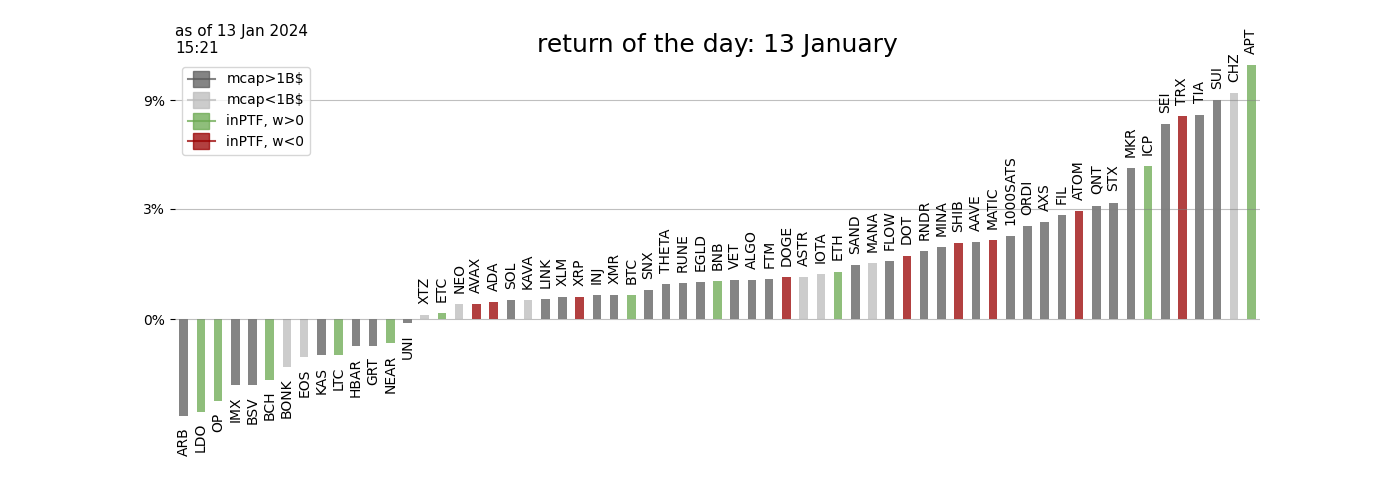 as of 13 Jan 2024
15:21
return of the day: 13 January
mcap>1B$
mcap<1B$
inPTF, w>0
inPTF, w<0
9%
3%
0%
ARB
LDO
OP
IMX
BSV
BCH
BONK
EOS
KAS
LTC
HBAR
GRT
NEAR
UNI
XTZ
ETC
NEO
AVAX
ADA
SOL
KAVA
LINK
XLM
XRP
INJ
XMR
BTC
SNX
THETA
RUNE
EGLD
BNB
VET
ALGO
FTM
DOGE
ASTR
IOTA
ETH
SAND
MANA
FLOW
DOT
RNDR
MINA
SHIB
AAVE
MATIC
1000SATS
ORDI
AXS
FIL
ATOM
QNT
STX
MKR
ICP
SEI
TRX
TIA
SUI
CHZ
APT